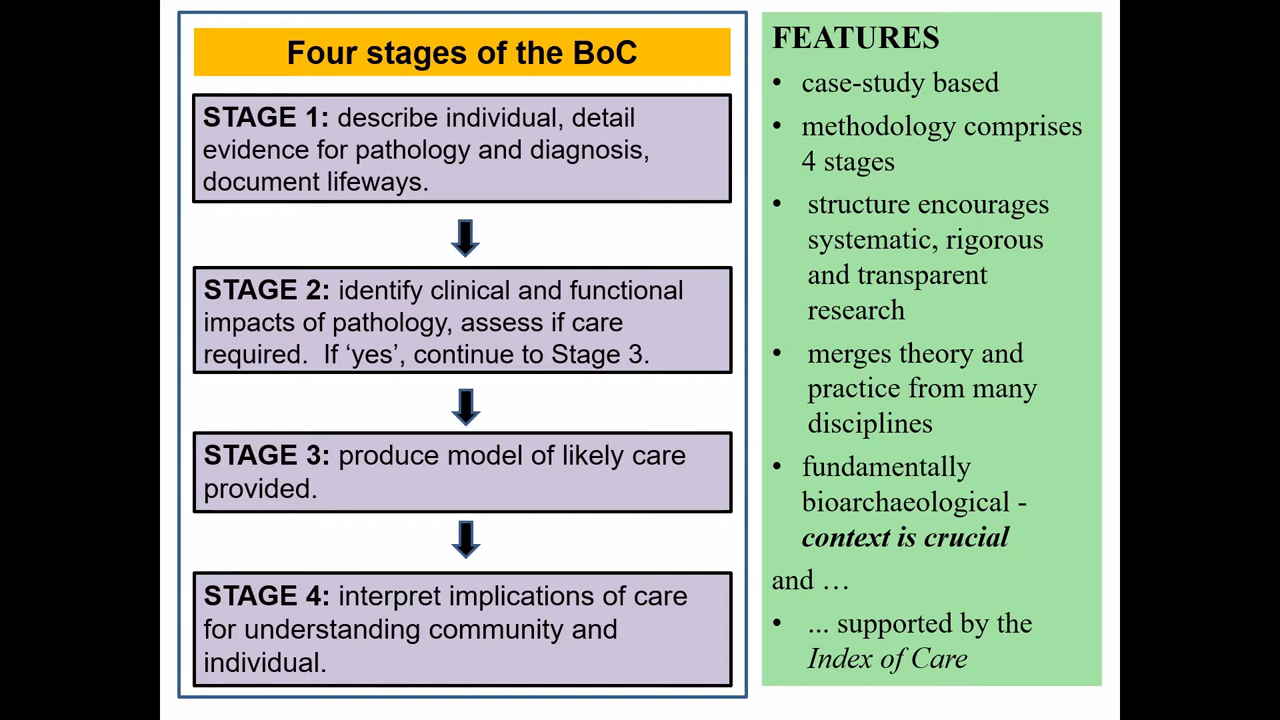 Four stages of the BoC
STAGE 1: describe individual, detail
evidence for pathology and diagnosis,
document lifeways.
STAGE 2: identify clinical and functional
impacts of pathology, assess if care
required.  If ‘yes’, continue to Stage 3.
STAGE 3: produce model of likely care
provided.
STAGE 4: interpret implications of care
for understanding community and
individual.
FEATURES
• case-study based
• methodology comprises
4 stages
• structure encourages
systematic, rigorous
and transparent
research
• merges theory and
practice from many
disciplines
• fundamentally
bioarchaeological -
context is crucial
and …
• ... supported by the
Index of Care